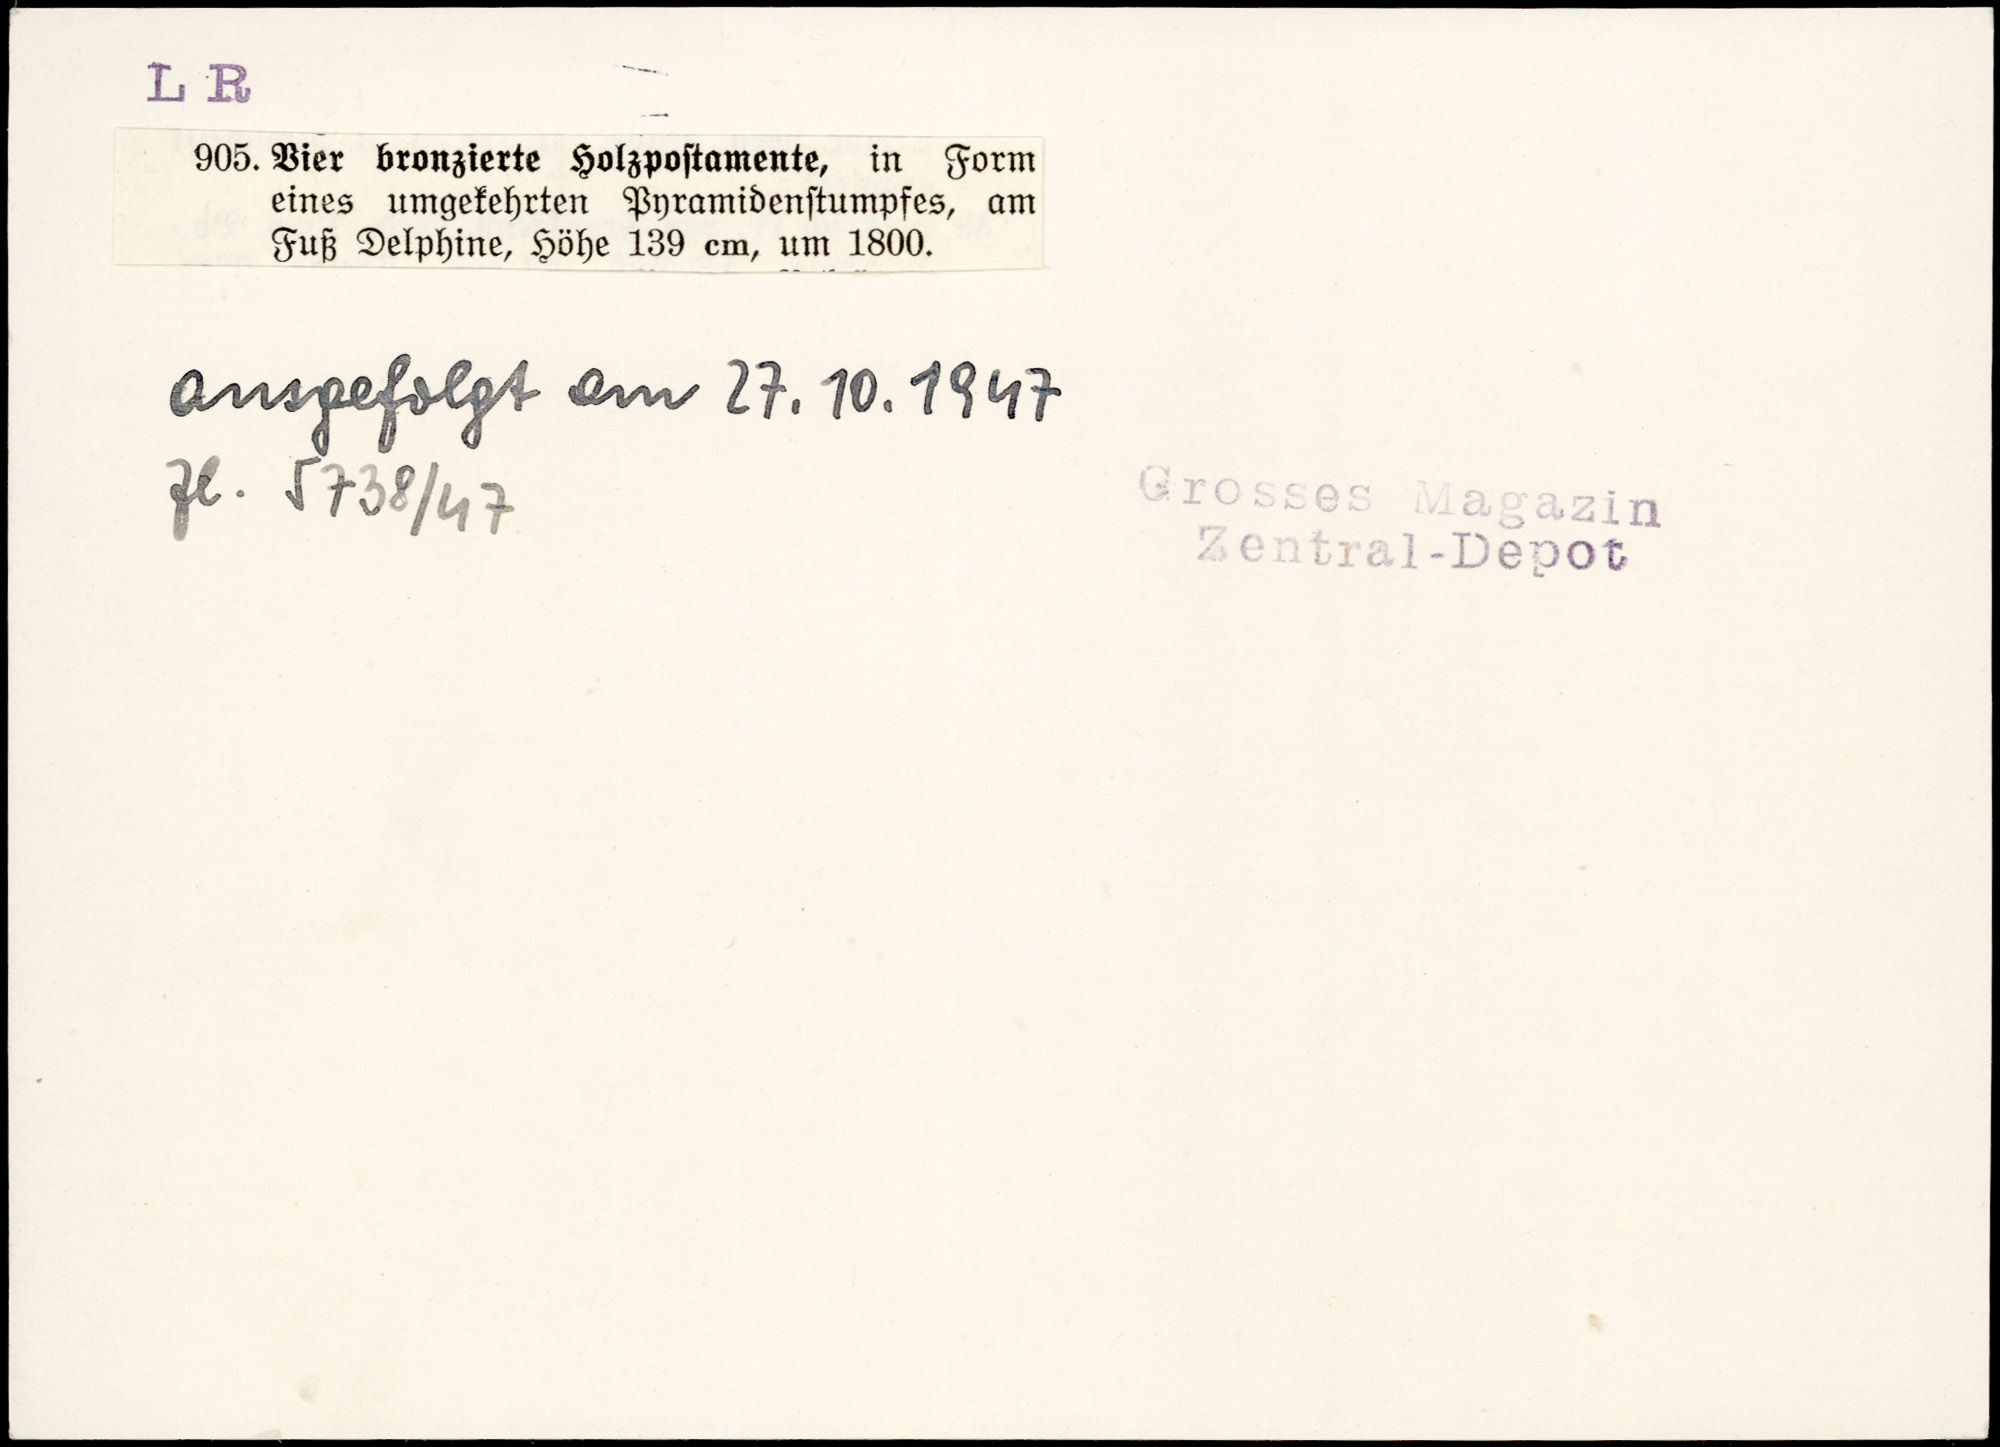 L R
905. Vier bronzierte Holzpostamente, in Form
eines umgekehrten Pyramidenstumpfes, am
Fuß Delphine, Höhe 139 cm, um 1800.
ausgefolgt am 27. 10. 1947
Zl. 5738/47
Grosses Magazin
Zentral-Depot